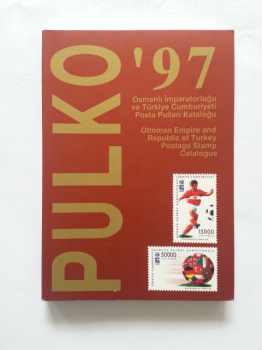 PULKO
'97
Osmanlı İmparatorluğu
ve Türkiye Cumhuriyeti
Posta Pulları Kataloğu
Ottoman Empire and
Republic of Turkey
Postage Stamp
Catalogue
15000
50000